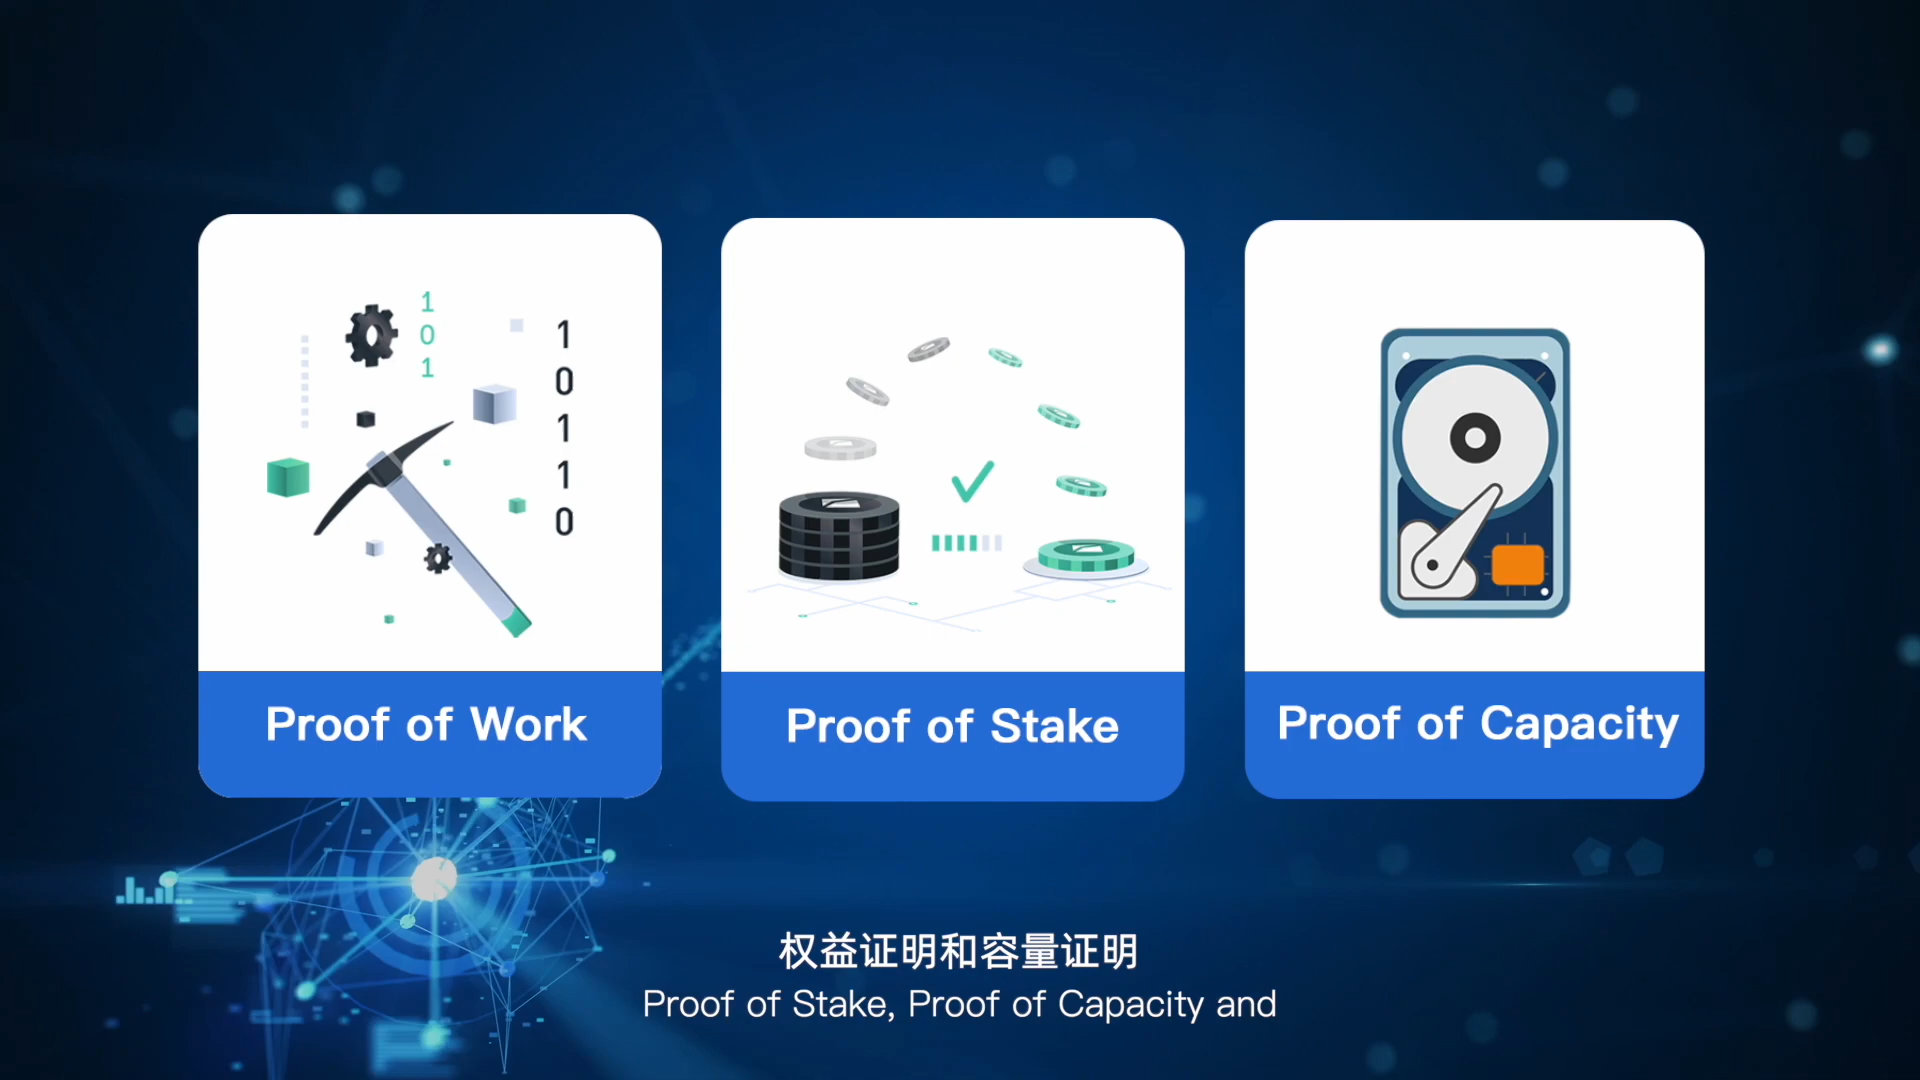 1
0
1
1
0
1
1
0
Proof of Work
Proof of Stake
Proof of Capacity
权益证明和容量证明
Proof of Stake, Proof of Capacity and